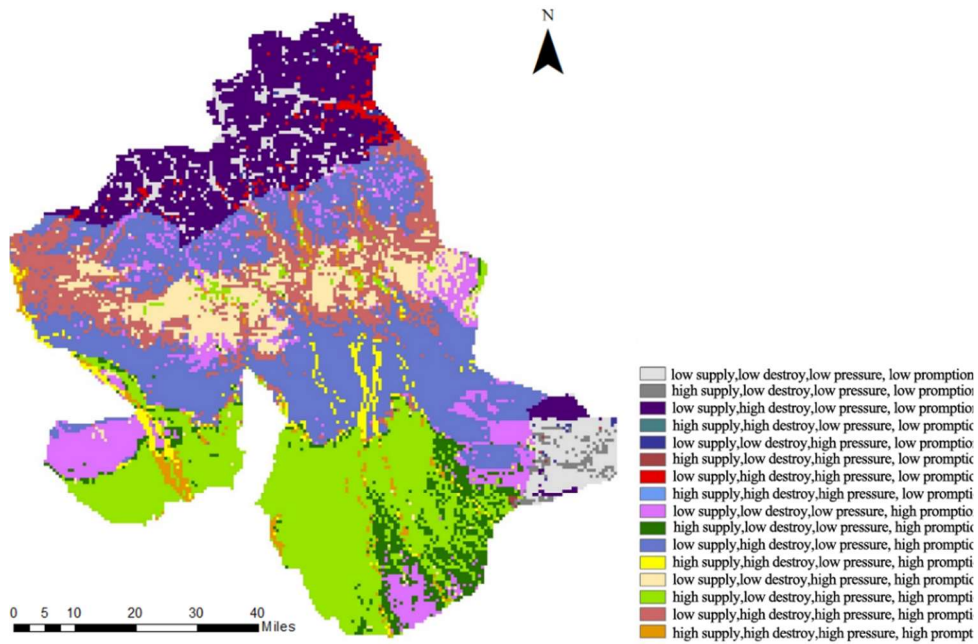 N
low supply,low destroy,low pressure, low promptio
high supply,low destroy,low pressure, low promption
low supply,high destroy,low pressure, low promption
high supply,high destroy,low pressure, low promptio
low supply,low destroy,high pressure, low promption
high supply,low destroy,high pressure, low promptio
low supply,high destroy,high pressure, low promptio
high supply,high destroy,high pressure, low prompti
low supply,low destroy,low pressure, high promption
high supply,low destroy,low pressure, high promptio
low supply,high destroy,low pressure, high promptio
high supply,high destroy,low pressure, high prompti
low supply,low destroy,high pressure, high promptio
high supply,low destroy,high pressure, high prompti
low supply,high destroy,high pressure, high prompti
high supply,high destroy,high pressure, high prompt
0 5 10 20 30 40
Miles